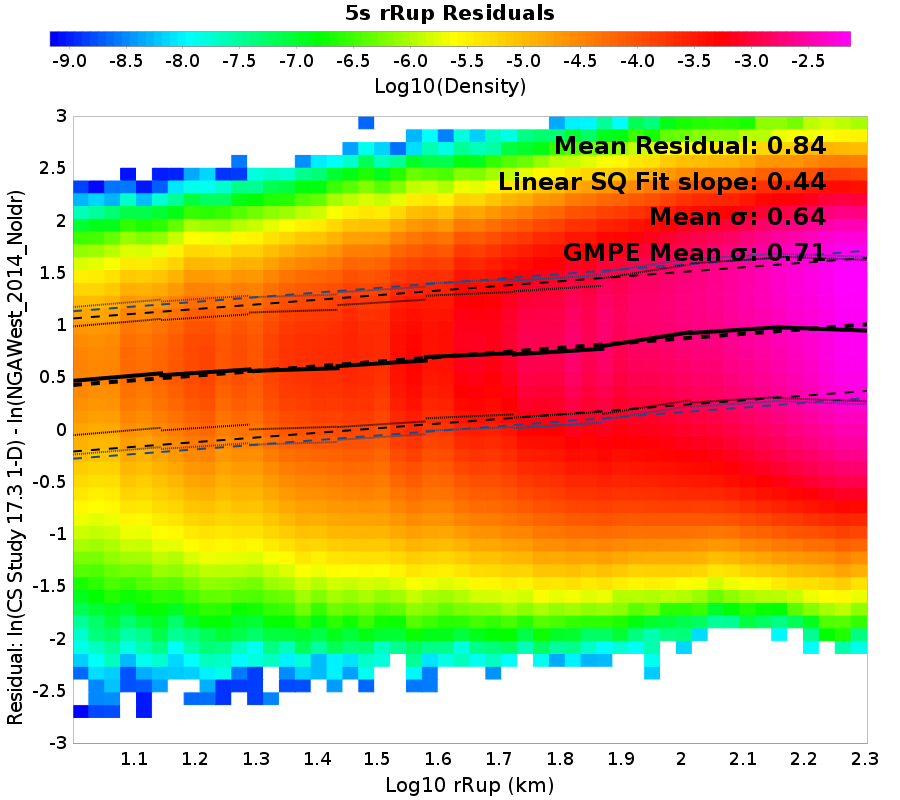 5s rRup Residuals
-9.0 -8.5 -8.0 -7.5 -7.0 -6.5 -6.0 -5.5 -5.0 -4.5 -4.0 -3.5 -3.0 -2.5
Log10(Density)
Mean Residual: 0.84
Linear SQ Fit slope: 0.44
Mean σ: 0.64
GMPE Mean σ: 0.71
Residual: ln(CS Study 17.3 1-D) - ln(NGAWest_2014_NoIdr)
3
2.5
2
1.5
1
0.5
0
-0.5
-1
-1.5
-2
-2.5
-3
1.1 1.2 1.3 1.4 1.5 1.6 1.7 1.8 1.9 2 2.1 2.2 2.3
Log10 rRup (km)